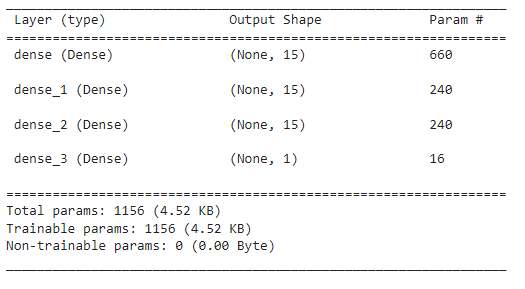 Layer (type) Output Shape Param #
dense (Dense) (None, 15) 660
dense_1 (Dense) (None, 15) 240
dense_2 (Dense) (None, 15) 240
dense_3 (Dense) (None, 1) 16
Total params: 1156 (4.52 KB)
Trainable params: 1156 (4.52 KB)
Non-trainable params: 0 (0.00 Byte)